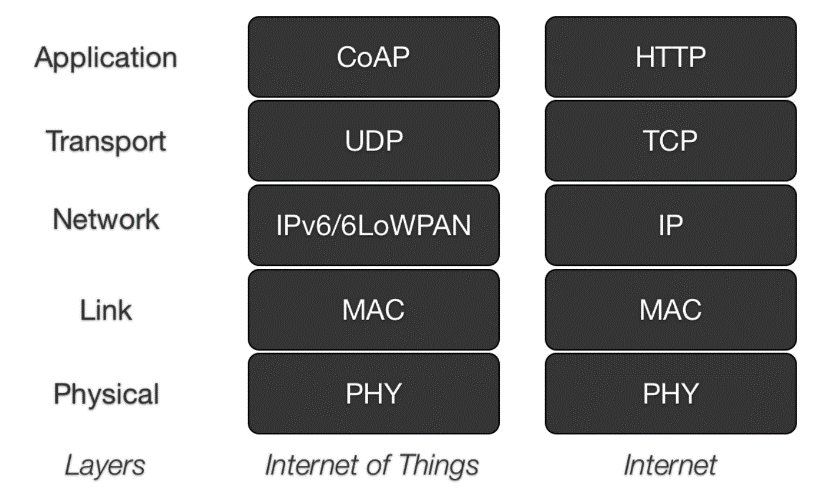 Application CoAP HTTP
Transport UDP TCP
Network IPv6/6LoWPAN IP
Link MAC MAC
Physical PHY PHY
Layers Internet of Things Internet